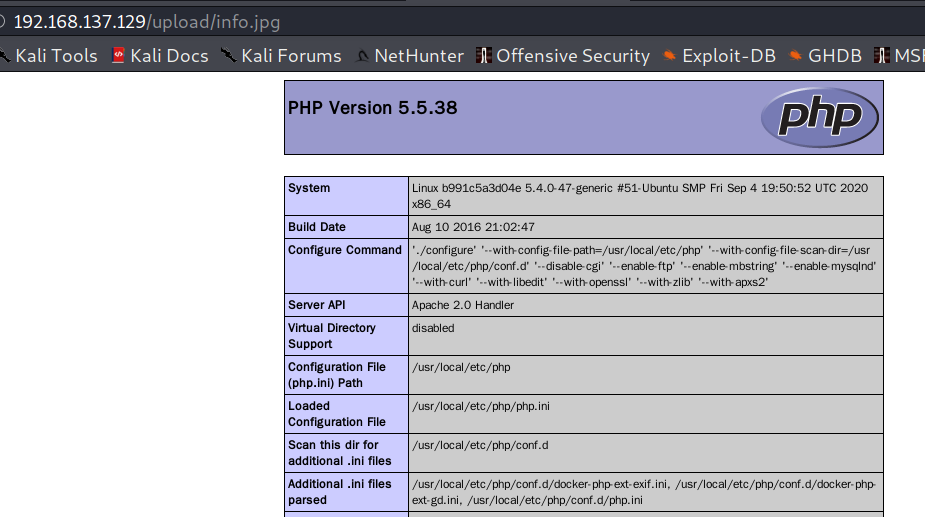 192.168.137.129/upload/info.jpg
Kali Tools Kali Docs Kali Forums NetHunter Offensive Security Exploit-DB GHDB MSF
PHP Version 5.5.38
php
System
Linux b991c5a3d04e 5.4.0-47-generic #51-Ubuntu SMP Fri Sep 4 19:50:52 UTC 2020
x86_64
Build Date
Aug 10 2016 21:02:47
Configure Command
'./configure' '--with-config-file-path=/usr/local/etc/php' '--with-config-file-scan-dir=/usr
/local/etc/php/conf.d' '--disable-cgi' '--enable-ftp' '--enable-mbstring' '--enable-mysqlnd'
'--with-curl' '--with-libedit' '--with-openssl' '--with-zlib' '--with-apxs2'
Server API
Apache 2.0 Handler
Virtual Directory
Support
disabled
Configuration File
(php.ini) Path
/usr/local/etc/php
Loaded
Configuration File
/usr/local/etc/php/php.ini
Scan this dir for
additional .ini files
/usr/local/etc/php/conf.d
Additional .ini files
parsed
/usr/local/etc/php/conf.d/docker-php-ext-exif.ini, /usr/local/etc/php/conf.d/docker-php-
ext-gd.ini, /usr/local/etc/php/conf.d/php.ini